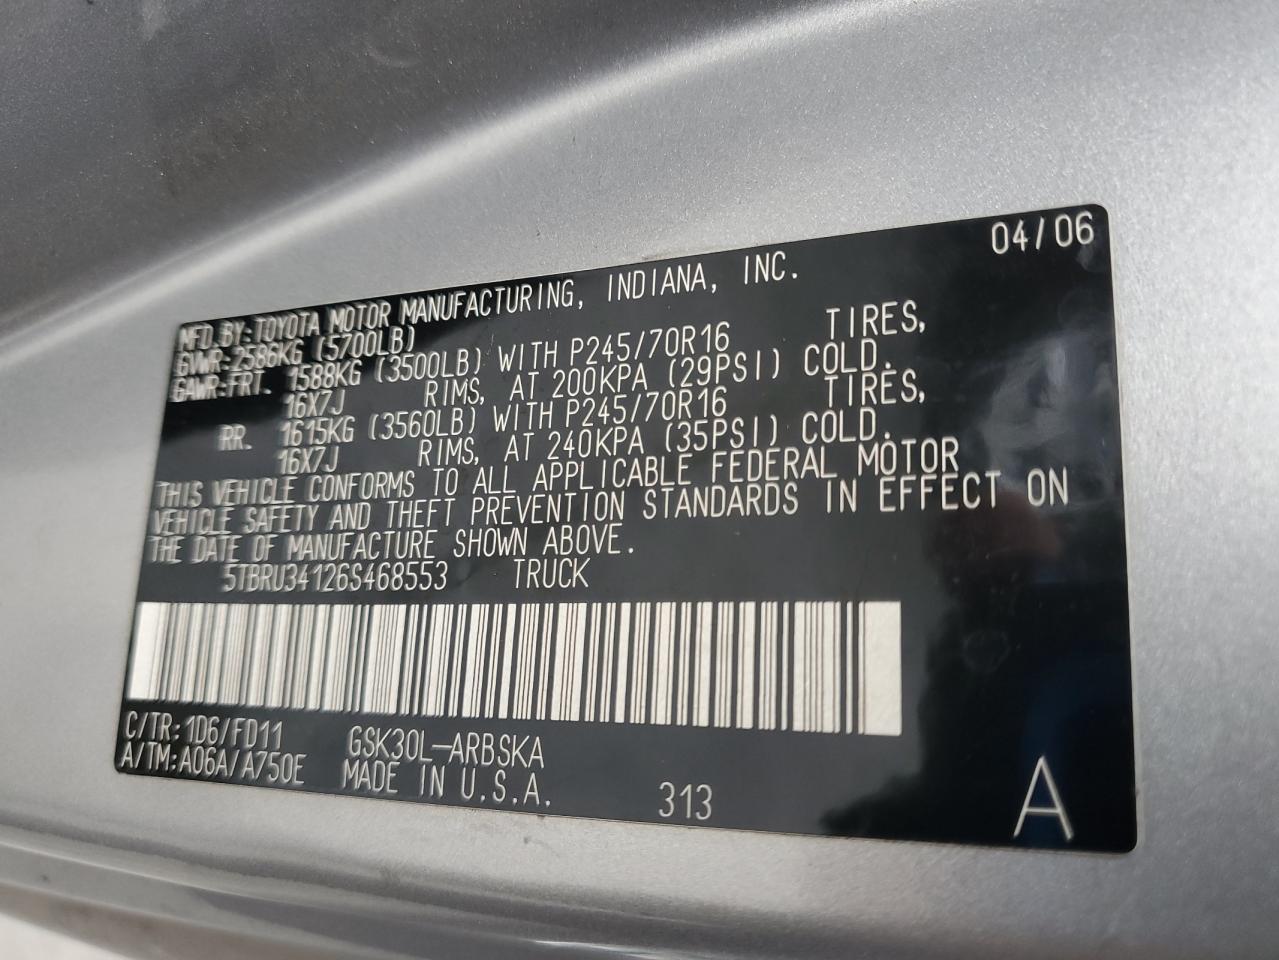 04/06
MFD.BY:TOYOTA MOTOR MANUFACTURING, INDIANA, INC.
GVWR-2586KG (5700LB)
GAWR-FRT. 1588KG (3500LB) WITH P245/70R16 TIRES,
16X7J RIMS, AT 200KPA (29PSI) COLD.
RR. 1615KG (3560LB) WITH P245/70R16 TIRES,
16X7J RIMS, AT 240KPA (35PSI) COLD.
THIS VEHICLE CONFORMS TO ALL APPLICABLE FEDERAL MOTOR
VEHICLE SAFETY AND THEFT PREVENTION STANDARDS IN EFFECT ON
THE DATE OF MANUFACTURE SHOWN ABOVE.
5TBRU34126S468553 TRUCK
C/TR:1D6/FD11 GSK30L-ARBSKA
A/TM:A06A/A750E MADE IN U.S.A. 313 A